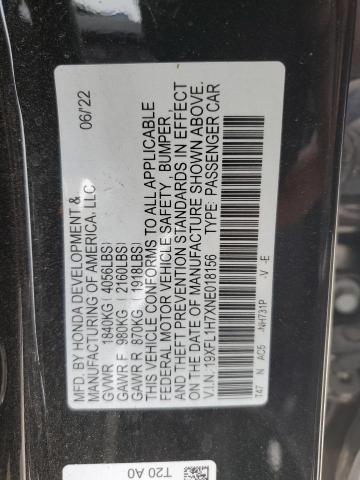 MFD. BY HONDA DEVELOPMENT & 06/'22
MANUFACTURING OF AMERICA, LLC
GVWR 1840KG ( 4056LBS)
GAWR F 980KG ( 2160LBS)
GAWR R 870KG ( 1918LBS)
THIS VEHICLE CONFORMS TO ALL APPLICABLE
FEDERAL MOTOR VEHICLE SAFETY, BUMPER,
AND THEFT PREVENTION STANDARDS IN EFFECT
ON THE DATE OF MANUFACTURE SHOWN ABOVE.
V.I.N.: 19XFL1H7XNE018156 TYPE: PASSENGER CAR
T47 N AC5 -NH731P -V -E
T20 A0